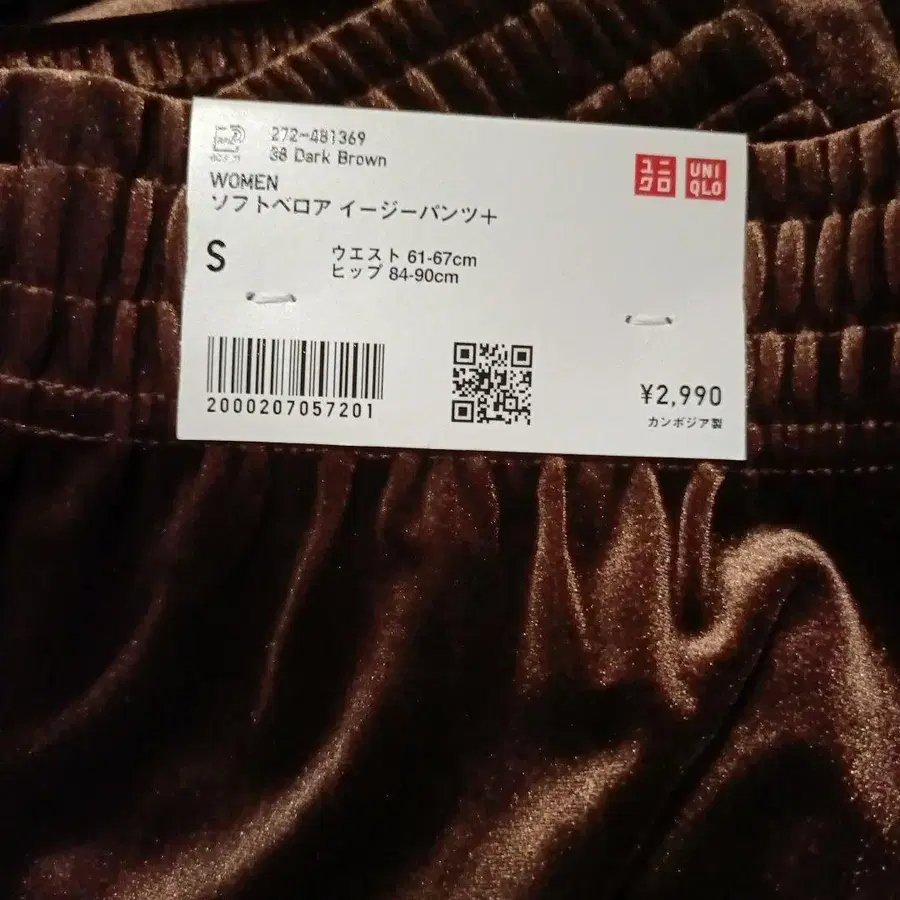 272-481369
38 Dark Brown
WOMEN
ソフトベロア イージーパンツ+
S
ウエスト 61-67cm
ヒップ 84-90cm
ユニクロ
UNIQLO
2000207057201
¥2,990
カンボジア製